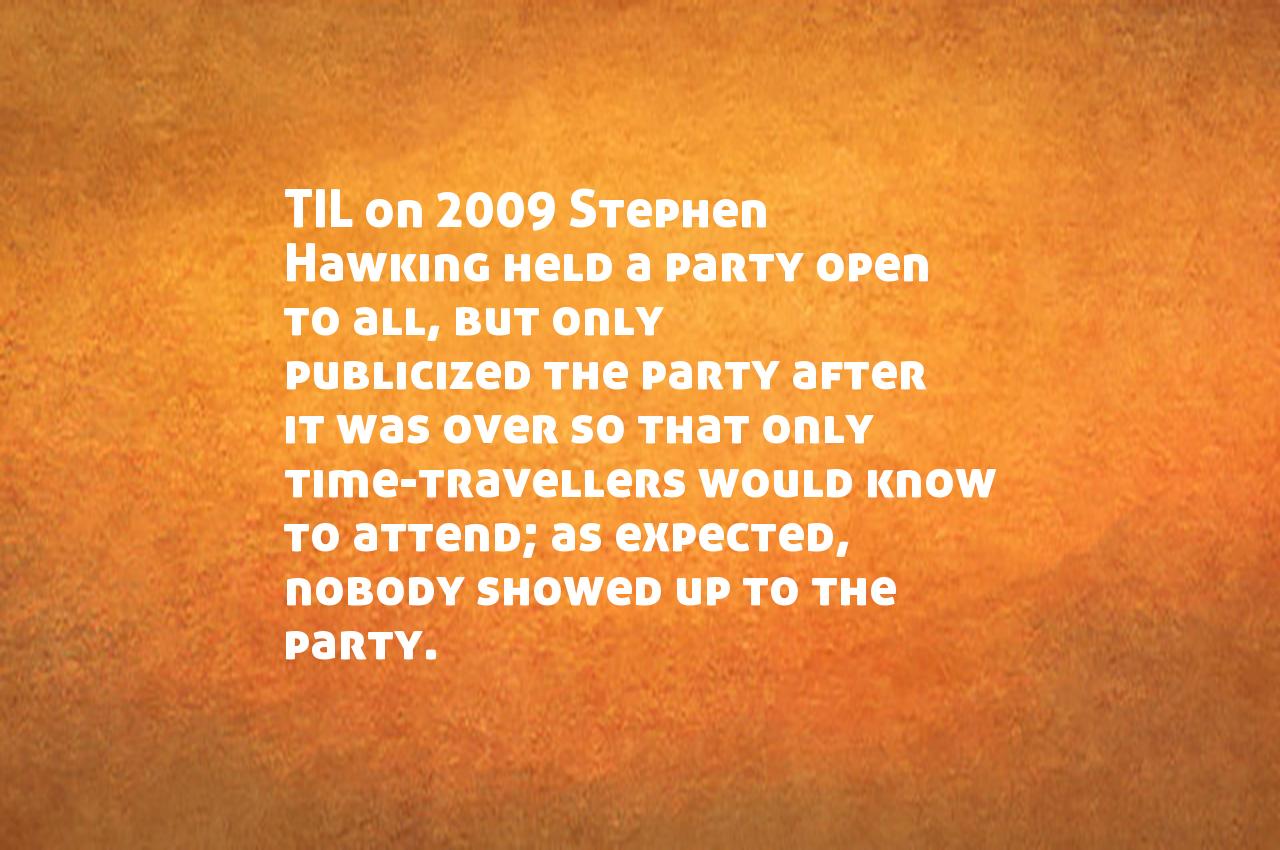 TIL on 2009 Stephen
Hawking held a party open
to all, but only
publicized the party after
it was over so that only
time-travellers would know
to attend; as expected,
nobody showed up to the
party.